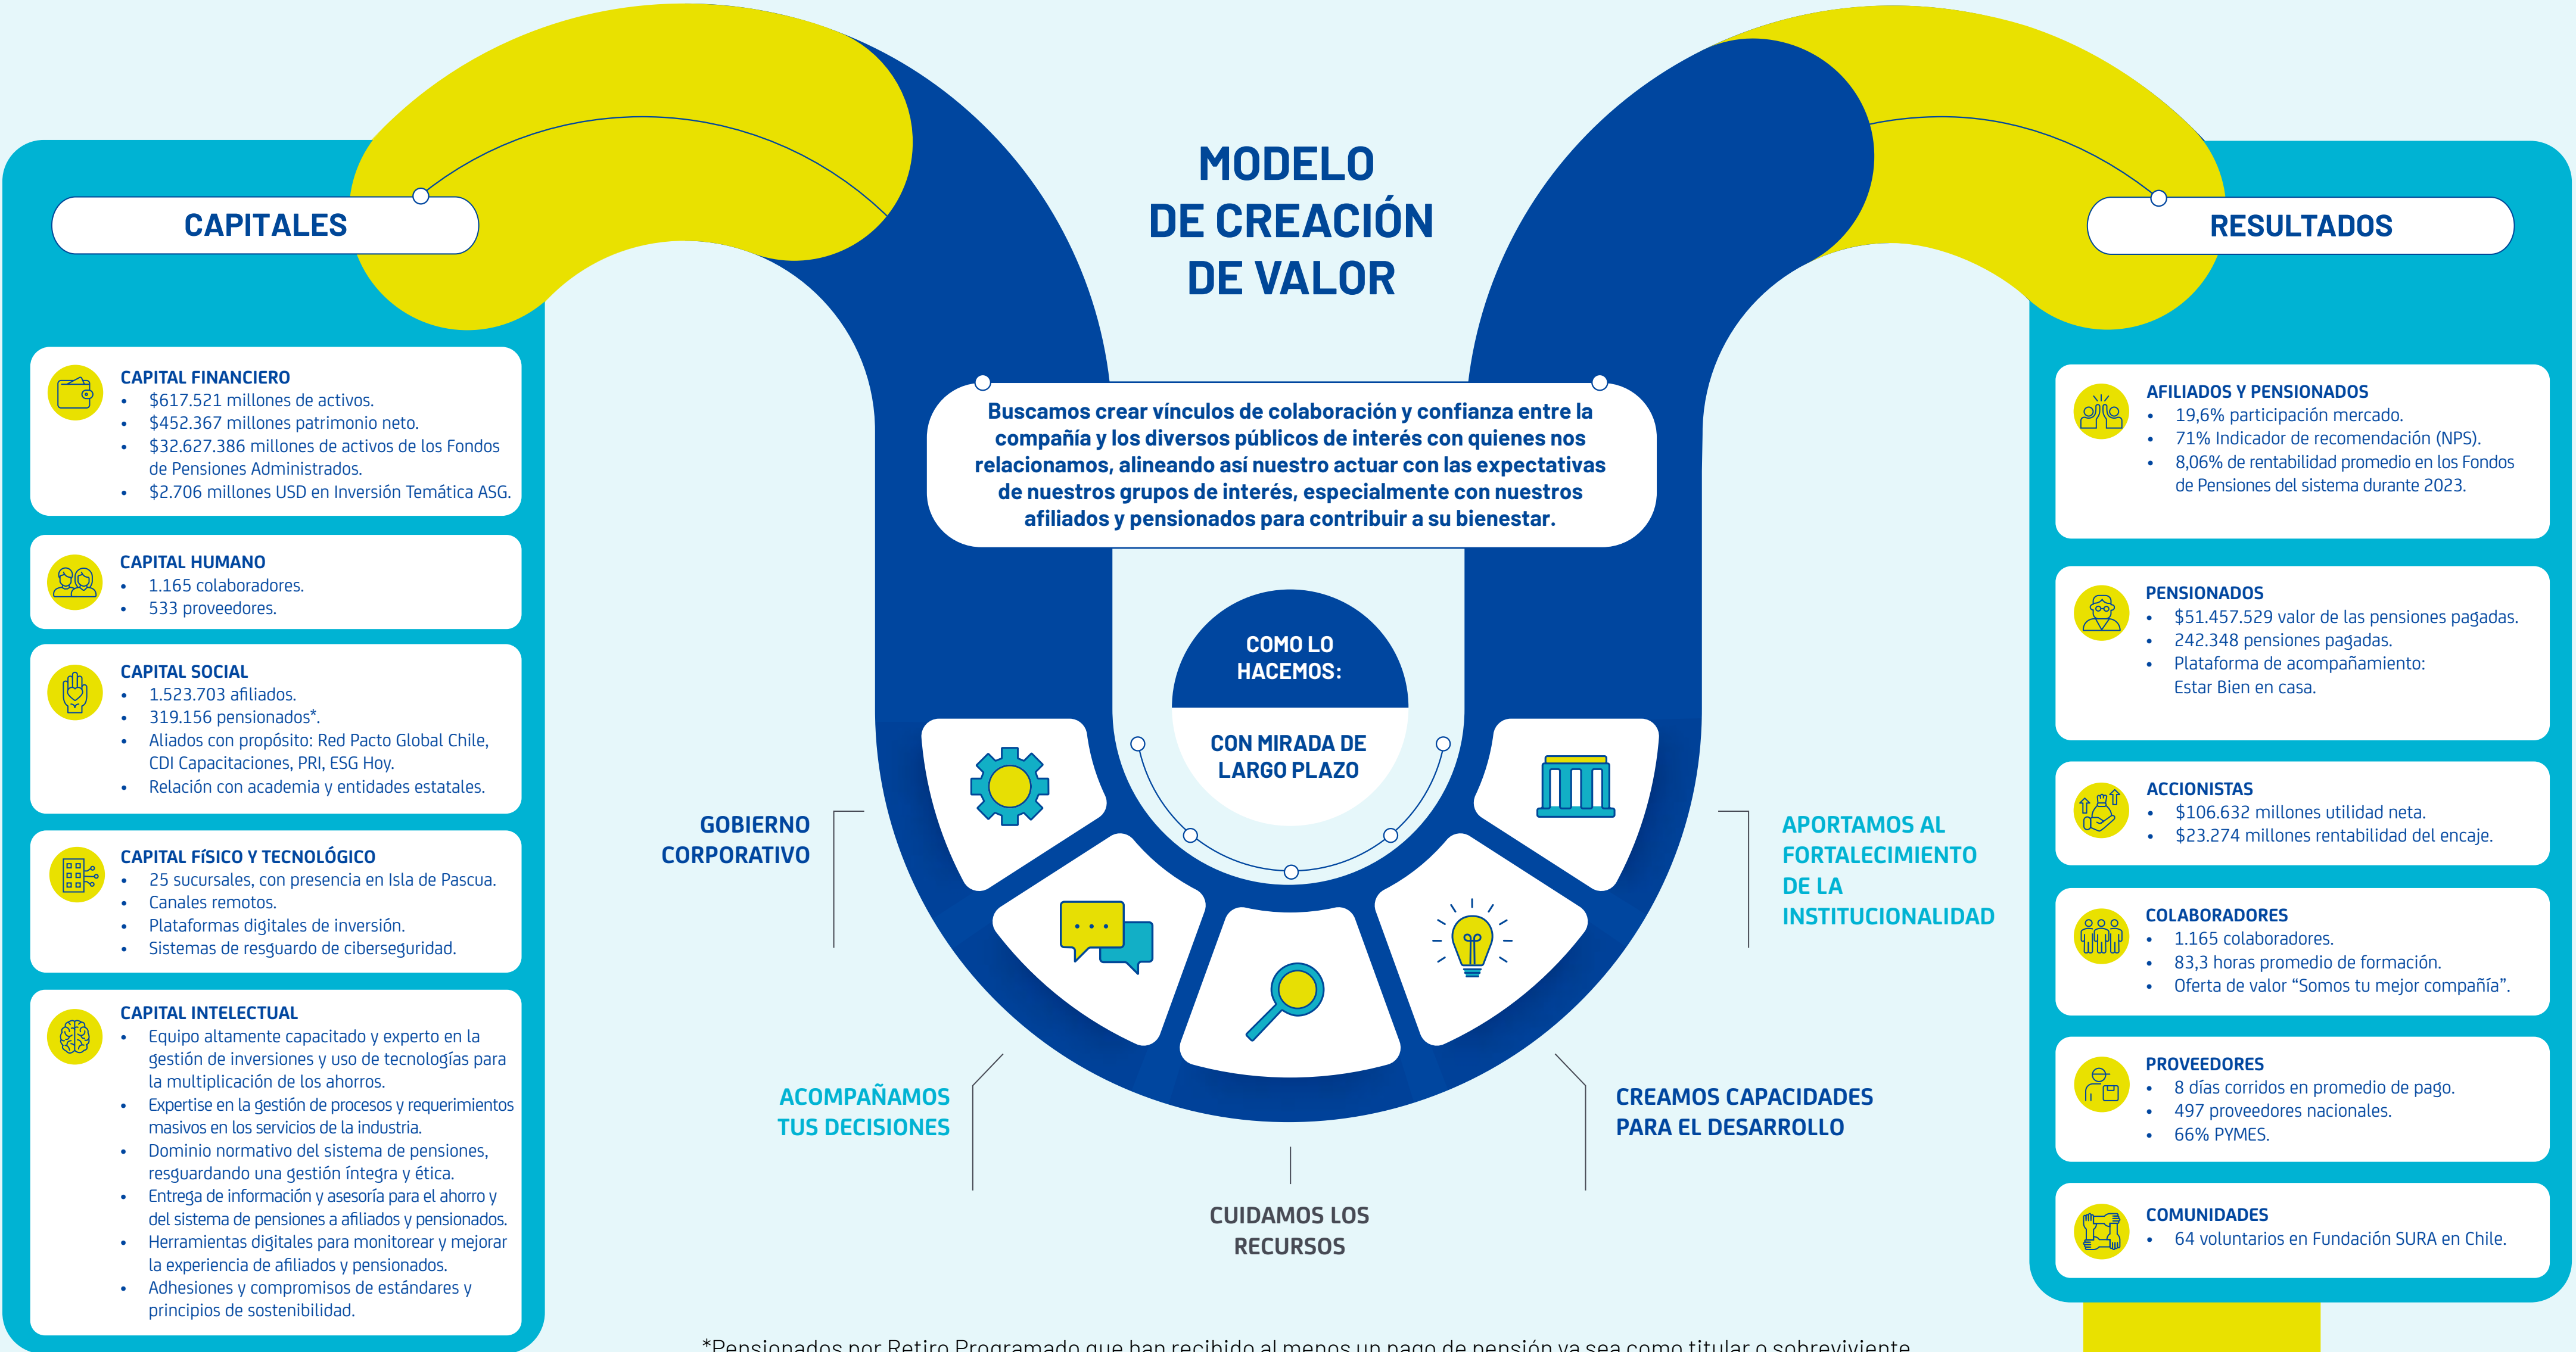 MODELO
DE CREACIÓN
DE VALOR
CAPITALES
CAPITAL FINANCIERO
• $617.521 millones de activos.
• $452.367 millones patrimonio neto.
• $32.627.386 millones de activos de los Fondos
de Pensiones Administrados.
• $2.706 millones USD en Inversión Temática ASG.
CAPITAL HUMANO
• 1.165 colaboradores.
• 533 proveedores.
CAPITAL SOCIAL
• 1.523.703 afiliados.
• 319.156 pensionados*.
• Aliados con propósito: Red Pacto Global Chile,
CDI Capacitaciones, PRI, ESG Hoy.
• Relación con academia y entidades estatales.
CAPITAL FíSICO Y TECNOLÓGICO
• 25 sucursales, con presencia en Isla de Pascua.
• Canales remotos.
• Plataformas digitales de inversión.
• Sistemas de resguardo de ciberseguridad.
CAPITAL INTELECTUAL
• Equipo altamente capacitado y experto en la
gestión de inversiones y uso de tecnologías para
la multiplicación de los ahorros.
• Expertise en la gestión de procesos y requerimientos
masivos en los servicios de la industria.
• Dominio normativo del sistema de pensiones,
resguardando una gestión íntegra y ética.
• Entrega de información y asesoría para el ahorro y
del sistema de pensiones a afiliados y pensionados.
• Herramientas digitales para monitorear y mejorar
la experiencia de afiliados y pensionados.
• Adhesiones y compromisos de estándares y
principios de sostenibilidad.
Buscamos crear vínculos de colaboración y confianza entre la
compañía y los diversos públicos de interés con quienes nos
relacionamos, alineando así nuestro actuar con las expectativas
de nuestros grupos de interés, especialmente con nuestros
afiliados y pensionados para contribuir a su bienestar.
COMO LO
HACEMOS:
CON MIRADA DE
LARGO PLAZO
GOBIERNO
CORPORATIVO
ACOMPAÑAMOS
TUS DECISIONES
CUIDAMOS LOS
RECURSOS
CREAMOS CAPACIDADES
PARA EL DESARROLLO
APORTAMOS AL
FORTALECIMIENTO
DE LA
INSTITUCIONALIDAD
RESULTADOS
AFILIADOS Y PENSIONADOS
• 19,6% participación mercado.
• 71% Indicador de recomendación (NPS).
• 8,06% de rentabilidad promedio en los Fondos
de Pensiones del sistema durante 2023.
PENSIONADOS
• $51.457.529 valor de las pensiones pagadas.
• 242.348 pensiones pagadas.
• Plataforma de acompañamiento:
Estar Bien en casa.
ACCIONISTAS
• $106.632 millones utilidad neta.
• $23.274 millones rentabilidad del encaje.
COLABORADORES
• 1.165 colaboradores.
• 83,3 horas promedio de formación.
• Oferta de valor “Somos tu mejor compañía”.
PROVEEDORES
• 8 días corridos en promedio de pago.
• 497 proveedores nacionales.
• 66% PYMES.
COMUNIDADES
• 64 voluntarios en Fundación SURA en Chile.
*Pensionados por Retiro Programado que han recibido al menos un pago de pensión ya sea como titular o sobreviviente